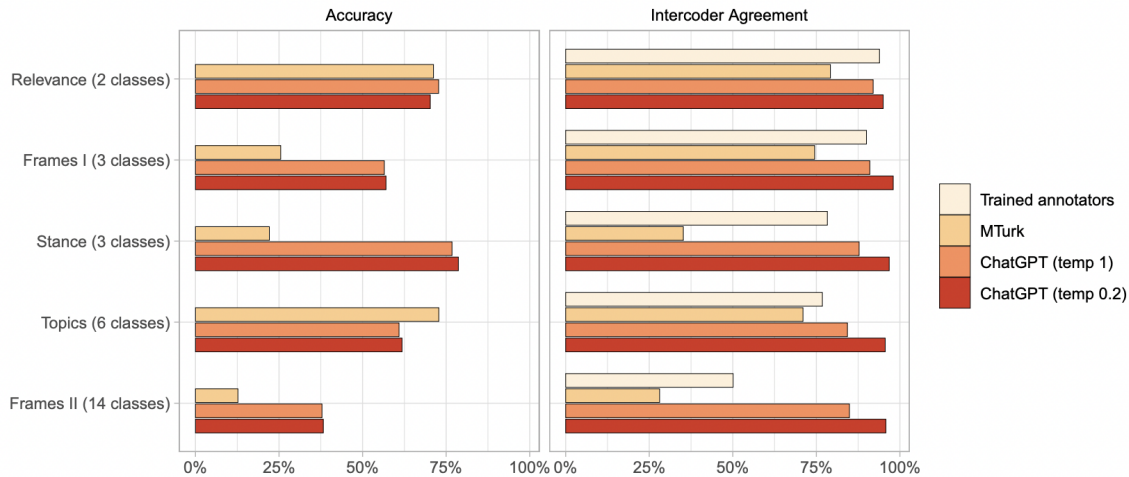 Accuracy
Intercoder Agreement
Relevance (2 classes)
Frames I (3 classes)
Stance (3 classes)
Topics (6 classes)
Frames II (14 classes)
0% 25% 50% 75% 100%
0% 25% 50% 75% 100%
Trained annotators
MTurk
ChatGPT (temp 1)
ChatGPT (temp 0.2)